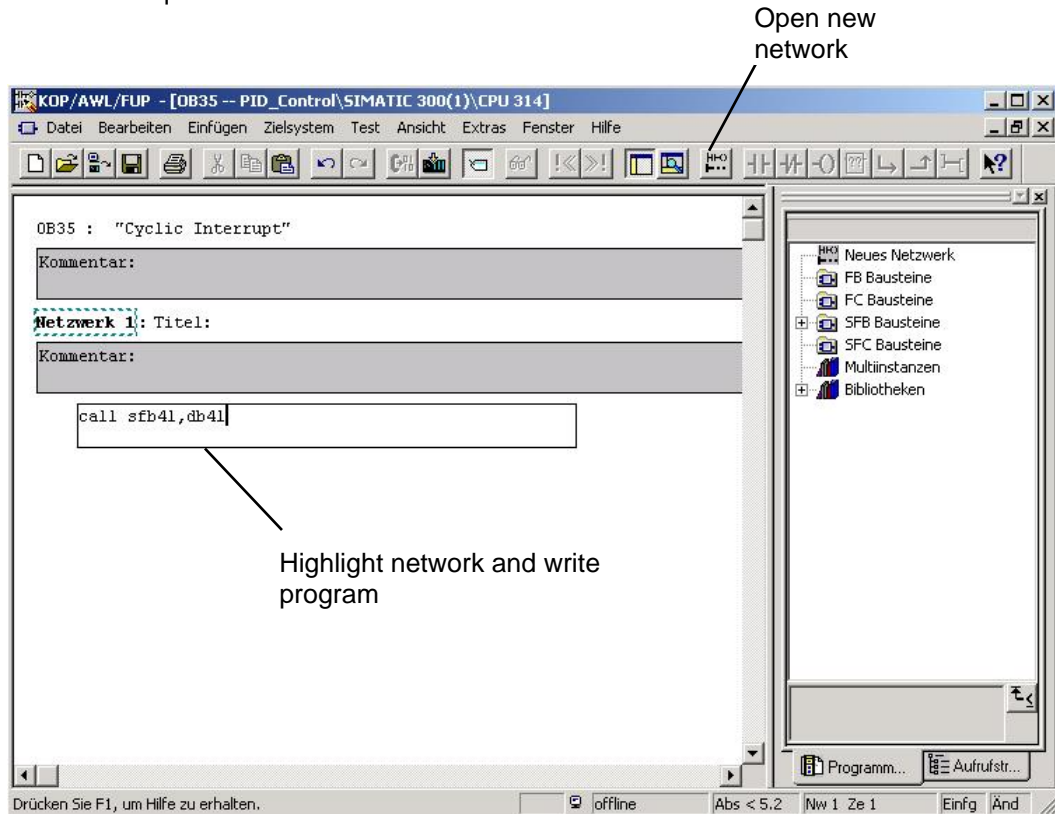 Open new
network
KOP/AWL/FUP - [OB35 -- PID_Control\SIMATIC 300(1)\CPU 314]
Datei Bearbeiten Einfügen Zielsystem Test Ansicht Extras Fenster Hilfe
OB35 : "Cyclic Interrupt"
Kommentar:
Netzwerk 1: Titel:
Kommentar:
call sfb41,db41
Highlight network and write
program
Neues Netzwerk
FB Bausteine
FC Bausteine
SFB Bausteine
SFC Bausteine
Multiinstanzen
Bibliotheken
Programm... Aufrufstr...
Drücken Sie F1, um Hilfe zu erhalten. offline Abs < 5.2 Nw 1 Ze 1 Einfg Änd